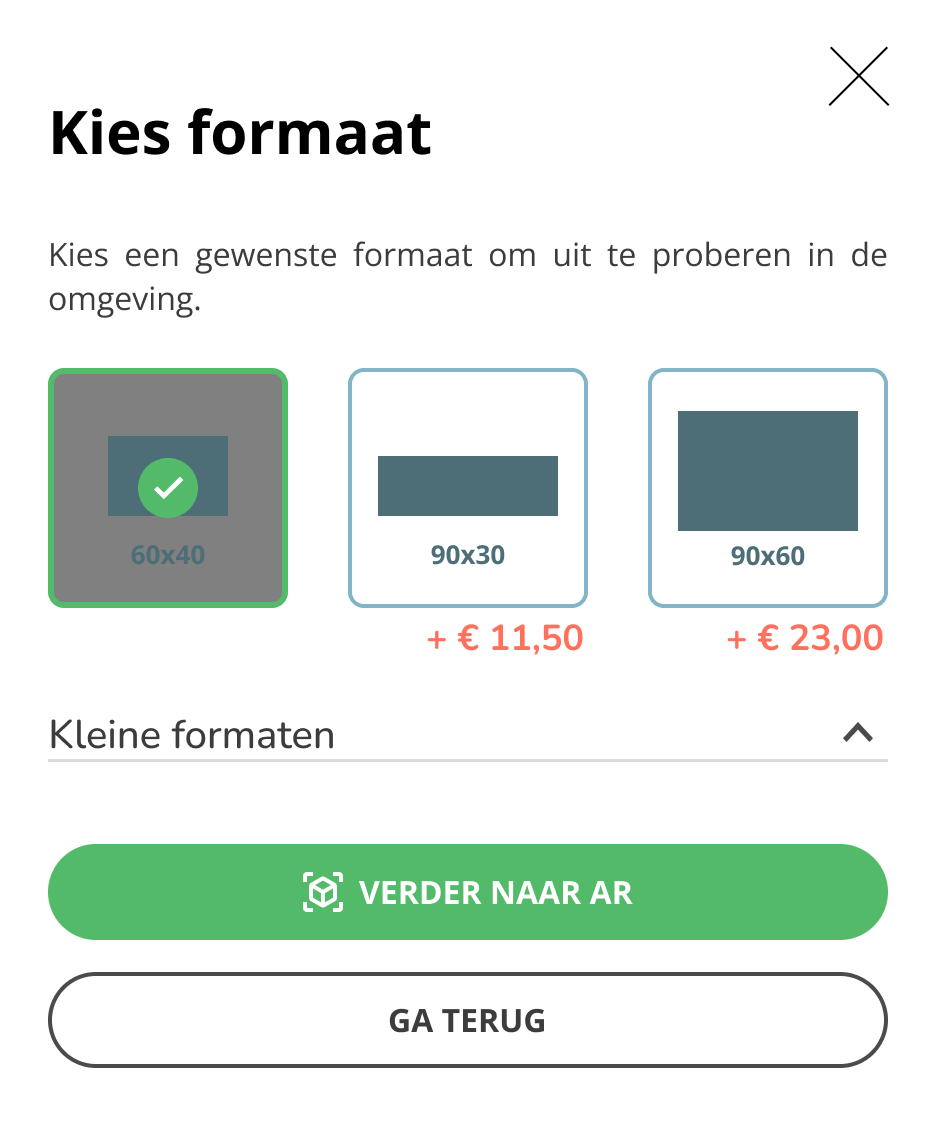 Kies formaat
Kies een gewenste formaat om uit te proberen in de
omgeving.
60x40
90x30
90x60
+ € 11,50
+ € 23,00
Kleine formaten
VERDER NAAR AR
GA TERUG